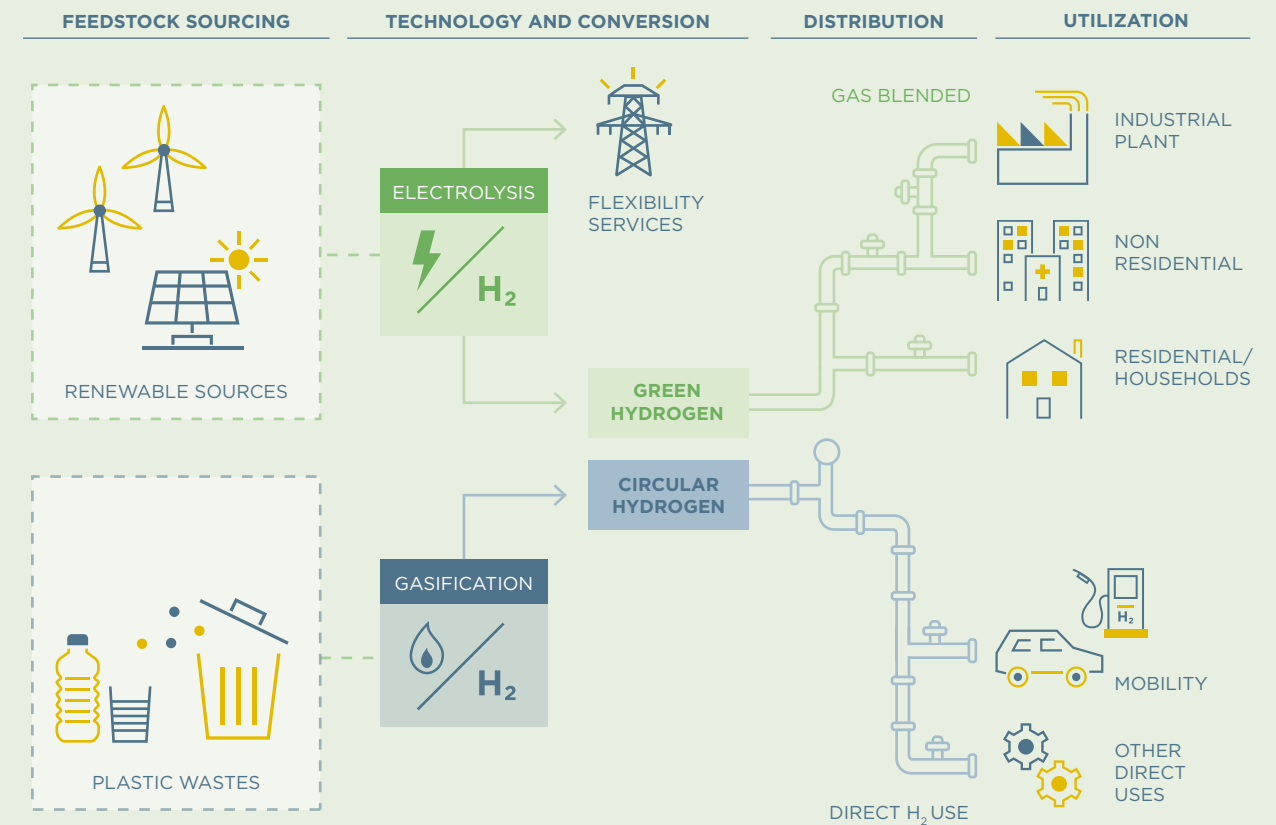 FEEDSTOCK SOURCING
TECHNOLOGY AND CONVERSION
DISTRIBUTION
UTILIZATION
RENEWABLE SOURCES
ELECTROLYSIS
H₂
FLEXIBILITY
SERVICES
GREEN
HYDROGEN
GAS BLENDED
INDUSTRIAL
PLANT
NON
RESIDENTIAL
RESIDENTIAL/
HOUSEHOLDS
PLASTIC WASTES
GASIFICATION
H₂
CIRCULAR
HYDROGEN
DIRECT H₂ USE
H₂
MOBILITY
OTHER
DIRECT
USES